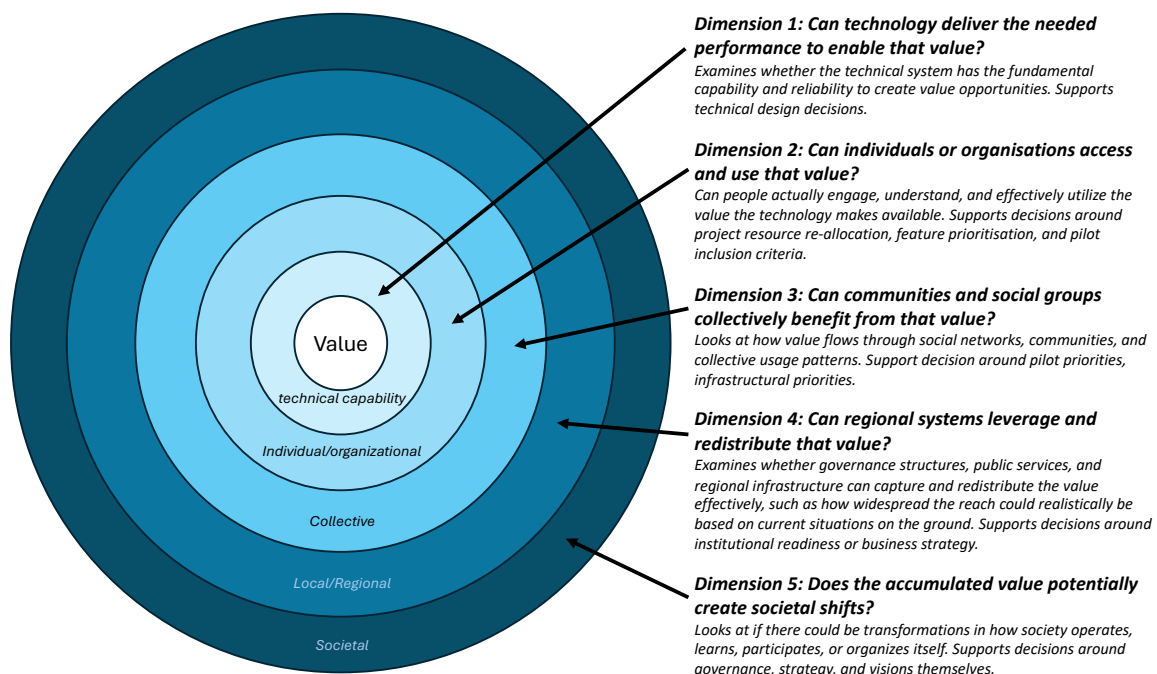 Value
technical capability
Individual/organizational
Collective
Local/Regional
Societal
Dimension 1: Can technology deliver the needed
performance to enable that value?
Examines whether the technical system has the fundamental
capability and reliability to create value opportunities. Supports
technical design decisions.
Dimension 2: Can individuals or organisations access
and use that value?
Can people actually engage, understand, and effectively utilize the
value the technology makes available. Supports decisions around
project resource re-allocation, feature prioritisation, and pilot
inclusion criteria.
Dimension 3: Can communities and social groups
collectively benefit from that value?
Looks at how value flows through social networks, communities, and
collective usage patterns. Support decision around pilot priorities,
infrastructural priorities.
Dimension 4: Can regional systems leverage and
redistribute that value?
Examines whether governance structures, public services, and
regional infrastructure can capture and redistribute the value
effectively, such as how widespread the reach could realistically be
based on current situations on the ground. Supports decisions around
institutional readiness or business strategy.
Dimension 5: Does the accumulated value potentially
create societal shifts?
Looks at if there could be transformations in how society operates,
learns, participates, or organizes itself. Supports decisions around
governance, strategy, and visions themselves.